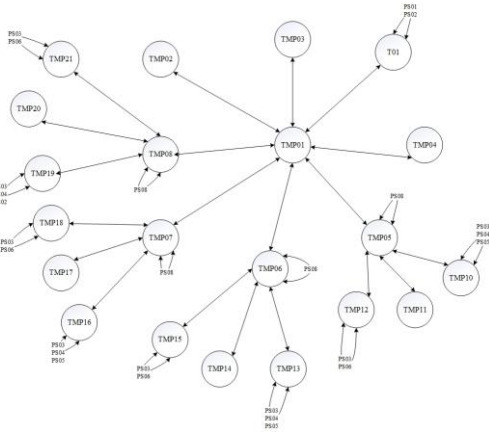 PS01
PS02
PS03
PS06
TMP21
TMP02
TMP03
T01
TMP20
TMP08
TMP01
TMP04
TMP19
PS08
TMP18
PS03
PS06
TMP07
PS08
TMP05
PS03
PS04
PS05
TMP17
PS08
TMP06
PS08
TMP10
TMP16
TMP12
TMP11
PS03
PS04
PS05
TMP15
PS03
PS06
TMP14
TMP13
PS03
PS06
PS03
PS04
PS05